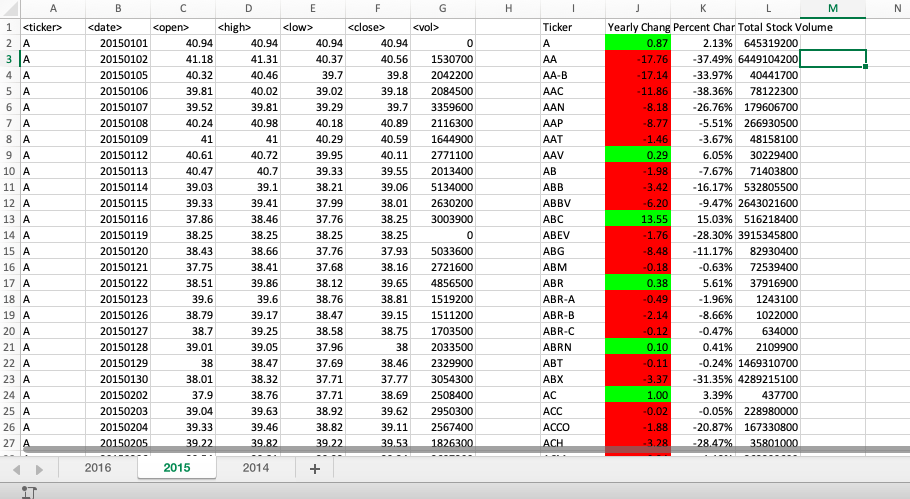 A B C D E F G H I J K L M N
1 <ticker> <date> <open> <high> <low> <close> <vol> Ticker Yearly Chang Percent Char Total Stock Volume
2 A 20150101 40.94 40.94 40.94 40.94 0 A 0.87 2.13% 645319200
3 A 20150102 41.18 41.31 40.37 40.56 1530700 AA -17.76 -37.49% 6449104200
4 A 20150105 40.32 40.46 39.7 39.8 2042200 AA-B -17.14 -33.97% 40441700
5 A 20150106 39.81 40.02 39.02 39.18 2084500 AAC -11.86 -38.36% 78122300
6 A 20150107 39.52 39.81 39.29 39.7 3359600 AAN -8.18 -26.76% 179606700
7 A 20150108 40.24 40.98 40.18 40.89 2116300 AAP -8.77 -5.51% 266930500
8 A 20150109 41 41 40.29 40.59 1644900 AAT -1.46 -3.67% 48158100
9 A 20150112 40.61 40.72 39.95 40.11 2771100 AAV 0.29 6.05% 30229400
10 A 20150113 40.47 40.7 39.33 39.55 2013400 AB -1.98 -7.67% 71403800
11 A 20150114 39.03 39.1 38.21 39.06 5134000 ABB -3.42 -16.17% 532805500
12 A 20150115 39.33 39.41 37.99 38.01 2630200 ABBV -6.20 -9.47% 2643021600
13 A 20150116 37.86 38.46 37.76 38.25 3003900 ABC 13.55 15.03% 516218400
14 A 20150119 38.25 38.25 38.25 38.25 0 ABEV -1.76 -28.30% 3915345800
15 A 20150120 38.43 38.66 37.76 37.93 5033600 ABG -8.48 -11.17% 82930400
16 A 20150121 37.75 38.41 37.68 38.16 2721600 ABM -0.18 -0.63% 72539400
17 A 20150122 38.51 39.86 38.12 39.65 4856500 ABR 0.38 5.61% 37916900
18 A 20150123 39.6 39.6 38.76 38.81 1519200 ABR-A -0.49 -1.96% 1243100
19 A 20150126 38.79 39.17 38.47 39.15 1511200 ABR-B -2.14 -8.66% 1022000
20 A 20150127 38.7 39.25 38.58 38.75 1703500 ABR-C -0.12 -0.47% 634000
21 A 20150128 39.01 39.05 37.96 38 2033500 ABRN 0.10 0.41% 2109900
22 A 20150129 38 38.47 37.69 38.46 2329900 ABT -0.11 -0.24% 1469310700
23 A 20150130 38.01 38.32 37.71 37.77 3054300 ABX -3.37 -31.35% 4289215100
24 A 20150202 37.9 38.76 37.71 38.69 2508400 AC 1.00 3.39% 437700
25 A 20150203 39.04 39.63 38.92 39.62 2950300 ACC -0.02 -0.05% 228980000
26 A 20150204 39.33 39.46 38.82 39.11 2567400 ACCO -1.88 -20.87% 167330800
27 A 20150205 39.22 39.82 39.22 39.53 1826300 ACH -3.28 -28.47% 35801000
2016 2015 2014 +